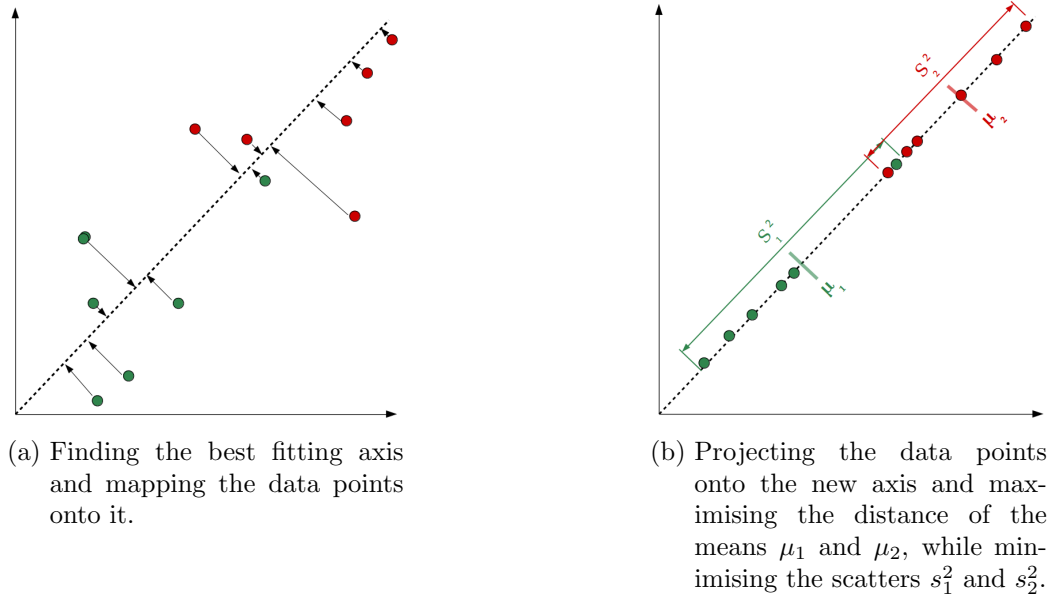 S₂²
μ₂
S₁²
μ₁
(a) Finding the best fitting axis
and mapping the data points
onto it.
(b) Projecting the data points
onto the new axis and max-
imising the distance of the
means μ₁ and μ₂, while min-
imising the scatters s₁² and s₂².